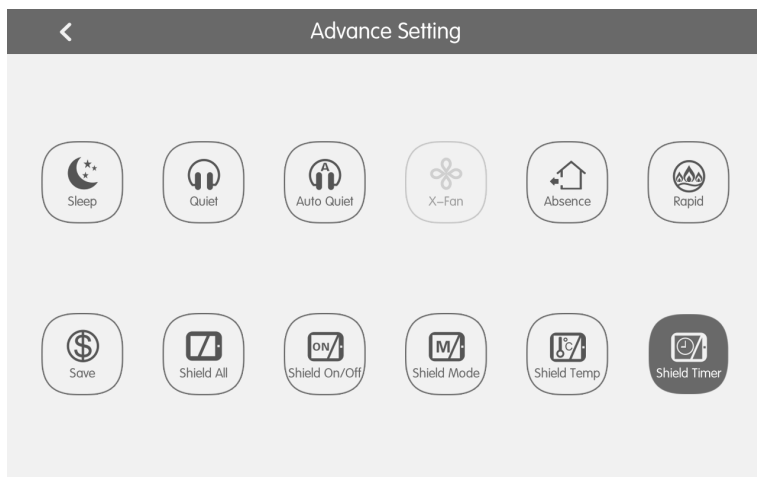 Advance Setting
Sleep
Quiet
A
Auto Quiet
X-Fan
Absence
Rapid
$
Save
Shield All
ON
Shield On/Off
M
Shield Mode
°C
Shield Temp
Shield Timer